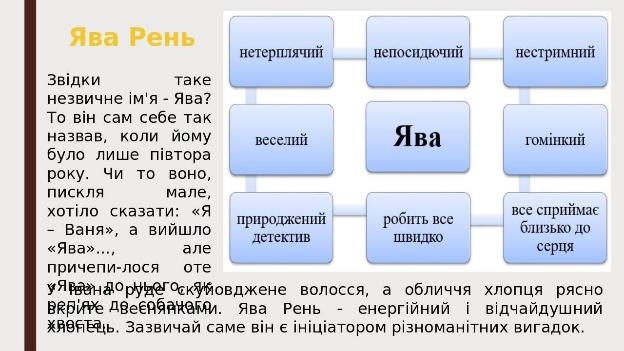 Ява Рень
Звідки таке
незвичне ім'я - Ява?
То він сам себе так
назвав, коли йому
було лише півтора
року. Чи то воно,
пискля мале,
хотіло сказати: «Я
– Ваня», а вийшло
«Ява»..., але
причепи-лося оте
«Ява» до нього, як
реп'ях до собачого
хвоста.
нетерплячий
непосидючий
нестримний
веселий
Ява
гомінкий
природжений
детектив
робить все
швидко
все сприймає
близько до
серця
У Івана руде скуйовджене волосся, а обличчя хлопця рясно
вкрите веснянками. Ява Рень - енергійний і відчайдушний
хлопець. Зазвичай саме він є ініціатором різноманітних вигадок.